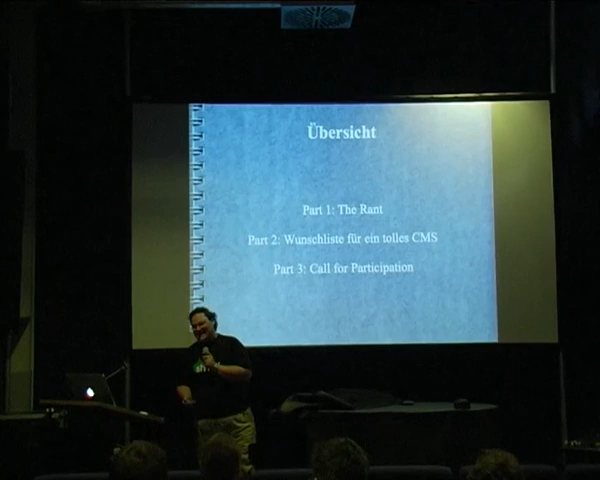 Übersicht
Part 1: The Rant
Part 2: Wunschliste für ein tolles CMS
Part 3: Call for Participation